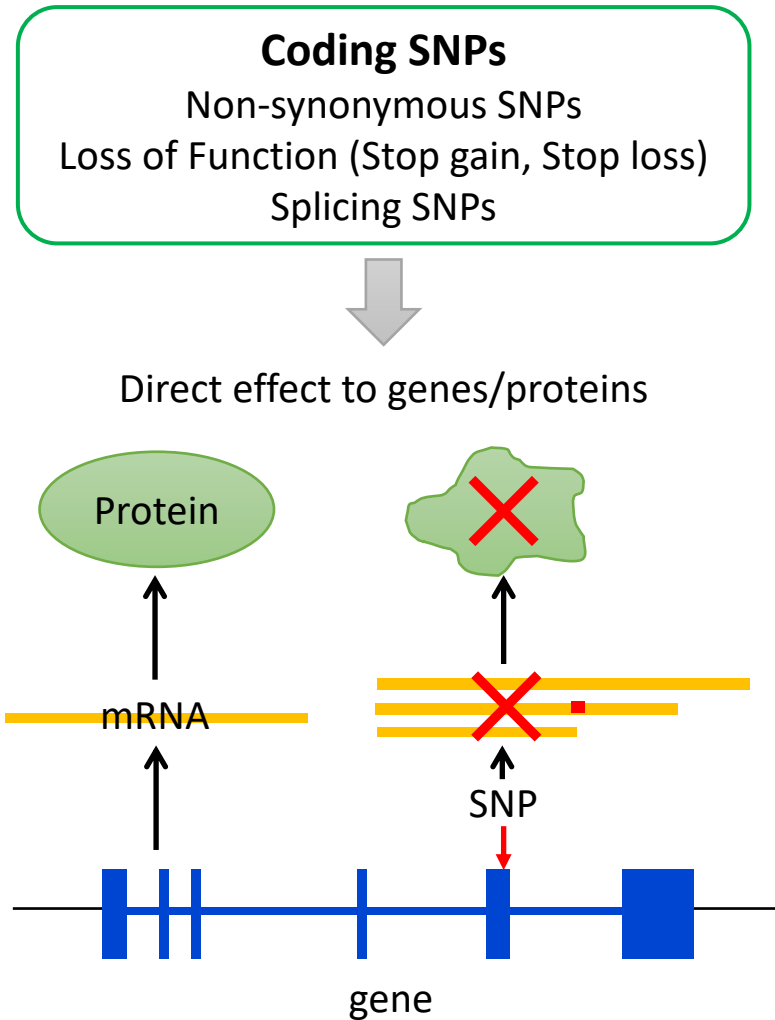 Coding SNPs
Non-synonymous SNPs
Loss of Function (Stop gain, Stop loss)
Splicing SNPs
Direct effect to genes/proteins
Protein
mRNA
SNP
gene